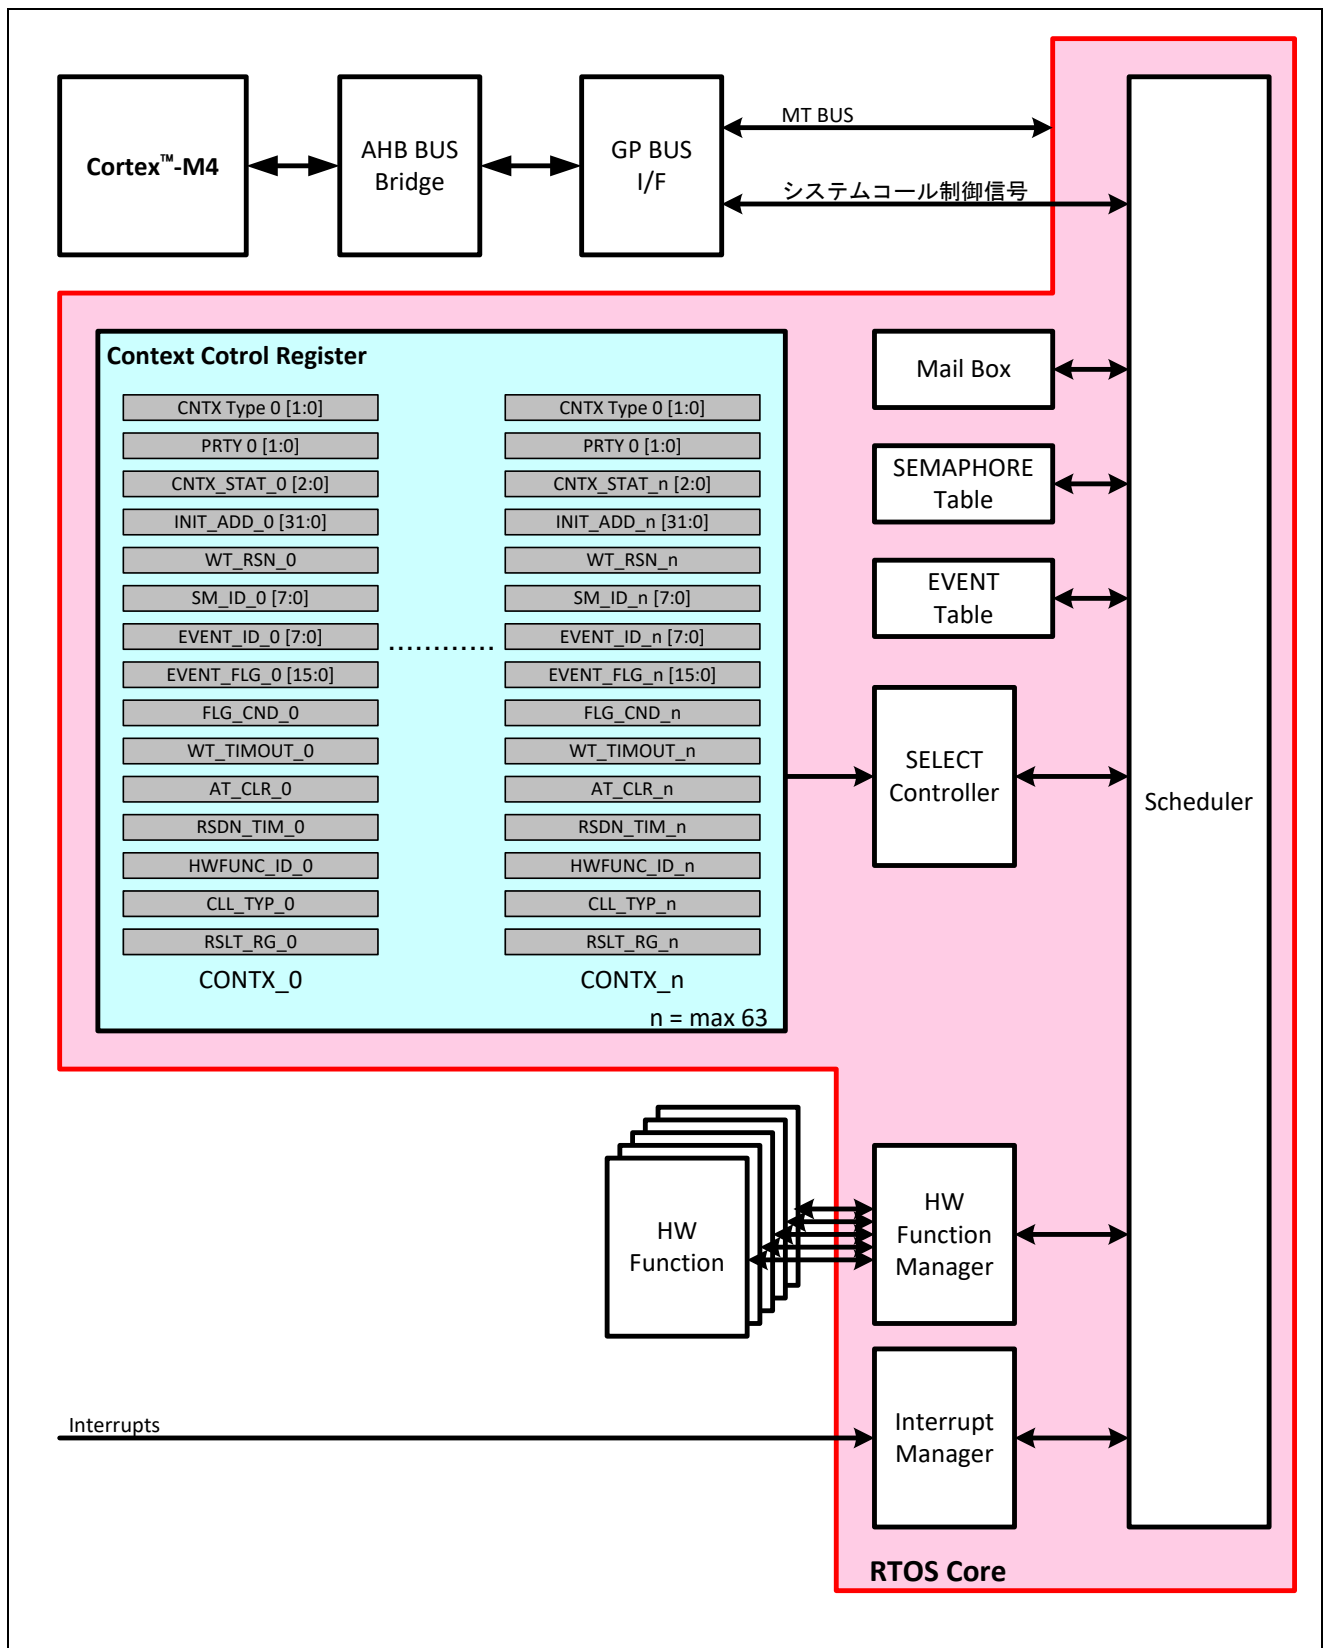 Cortex™-M4
AHB BUS
Bridge
GP BUS
I/F
MT BUS
システムコール制御信号
Context Cotrol Register
CNTX Type 0 [1:0]
PRTY 0 [1:0]
CNTX_STAT_0 [2:0]
INIT_ADD_0 [31:0]
WT_RSN_0
SM_ID_0 [7:0]
EVENT_ID_0 [7:0]
EVENT_FLG_0 [15:0]
FLG_CND_0
WT_TIMOUT_0
AT_CLR_0
RSDN_TIM_0
HWFUNC_ID_0
CLL_TYP_0
RSLT_RG_0
CONTX_0
............
CNTX Type 0 [1:0]
PRTY 0 [1:0]
CNTX_STAT_n [2:0]
INIT_ADD_n [31:0]
WT_RSN_n
SM_ID_n [7:0]
EVENT_ID_n [7:0]
EVENT_FLG_n [15:0]
FLG_CND_n
WT_TIMOUT_n
AT_CLR_n
RSDN_TIM_n
HWFUNC_ID_n
CLL_TYP_n
RSLT_RG_n
CONTX_n
n = max 63
Mail Box
SEMAPHORE
Table
EVENT
Table
SELECT
Controller
Scheduler
HW
Function
HW
Function
Manager
Interrupts
Interrupt
Manager
RTOS Core